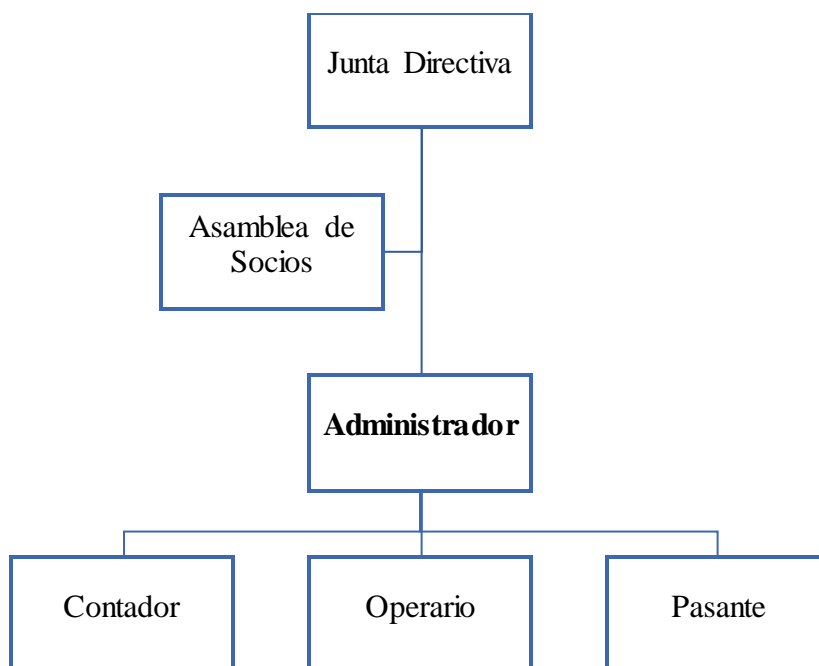 Junta Directiva
Asamblea de
Socios
Administrador
Contador
Operario
Pasante